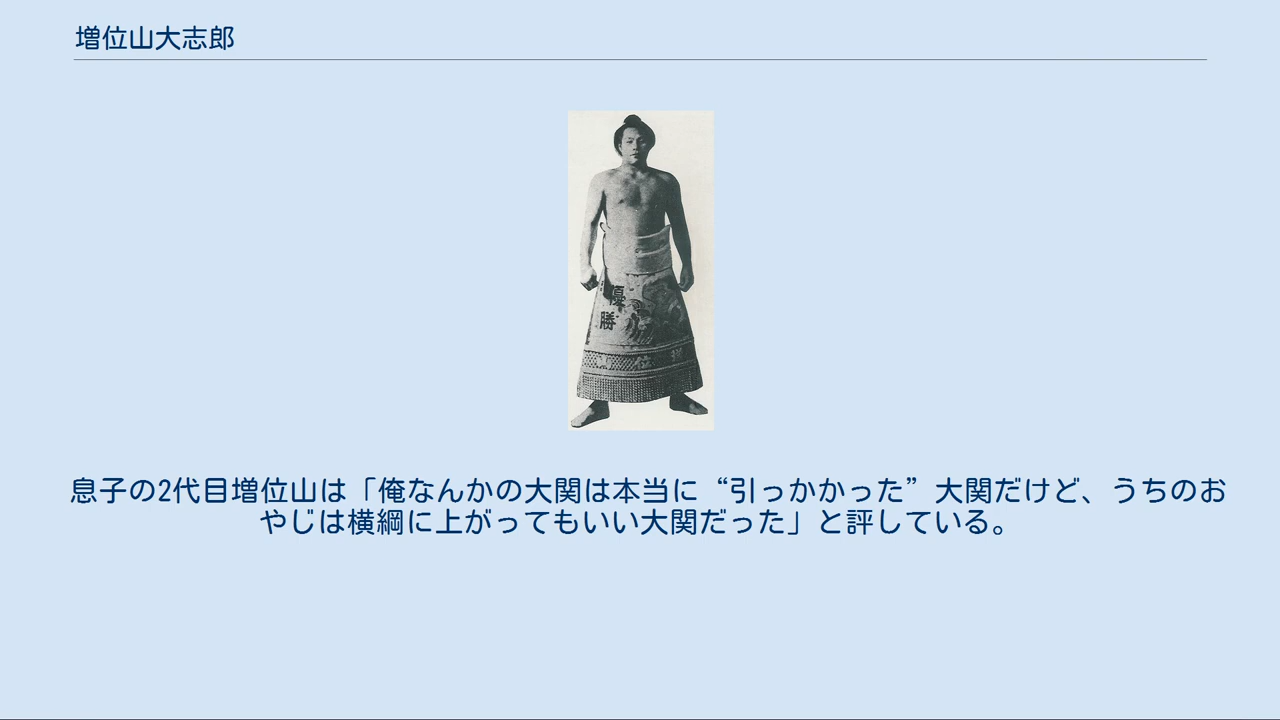 増位山大志郎
優
勝
増位山
息子の2代目増位山は「俺なんかの大関は本当に“引っかかった”大関だけど、うちのお
やじは横綱に上がってもいい大関だった」と評している。